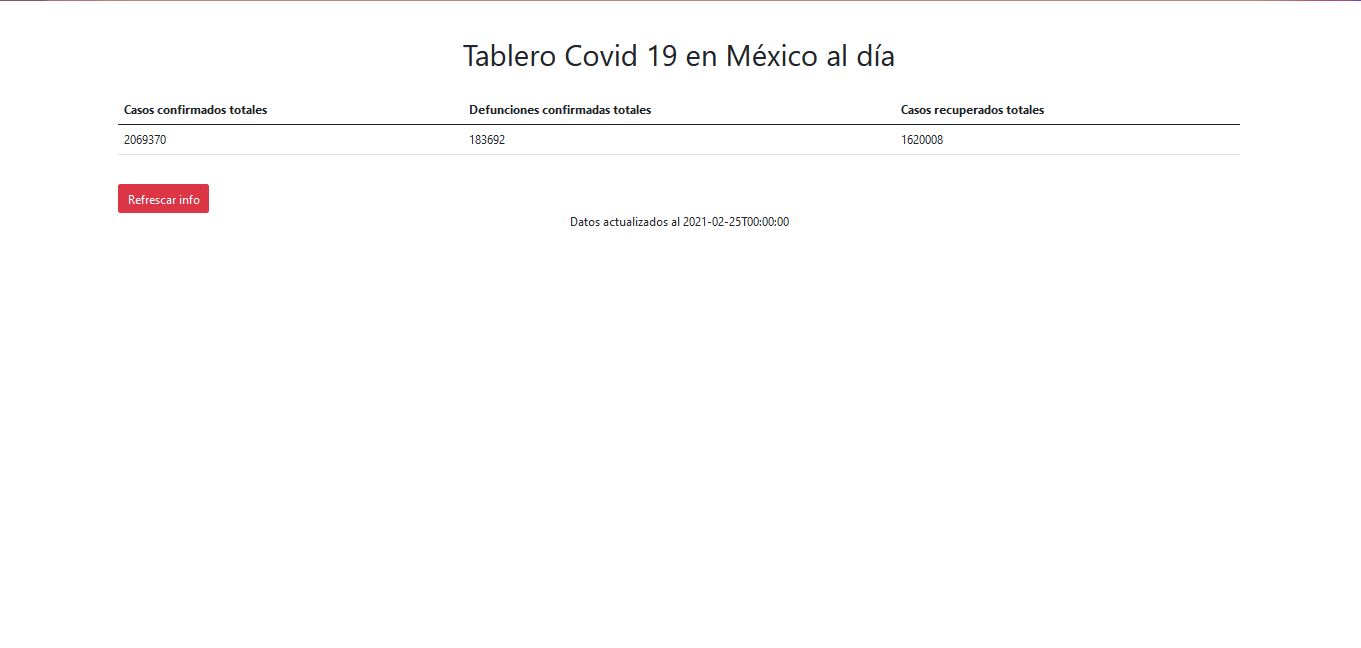 Tablero Covid 19 en México al día
Casos confirmados totales Defunciones confirmadas totales Casos recuperados totales
2069370 183692 1620008
Refrescar info
Datos actualizados al 2021-02-25T00:00:00